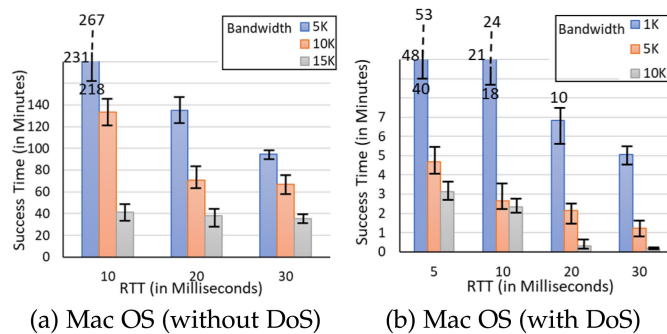 267
231
218
Bandwidth
5K
10K
15K
140
120
100
80
60
40
20
0
Success Time (in Minutes)
10 20 30
RTT (in Milliseconds)
(a) Mac OS (without DoS)
53
48
40
24
21
18
10
Bandwidth
1K
5K
10K
7
6
5
4
3
2
1
0
Success Time (in Minutes)
5 10 20 30
RTT (in Milliseconds)
(b) Mac OS (with DoS)